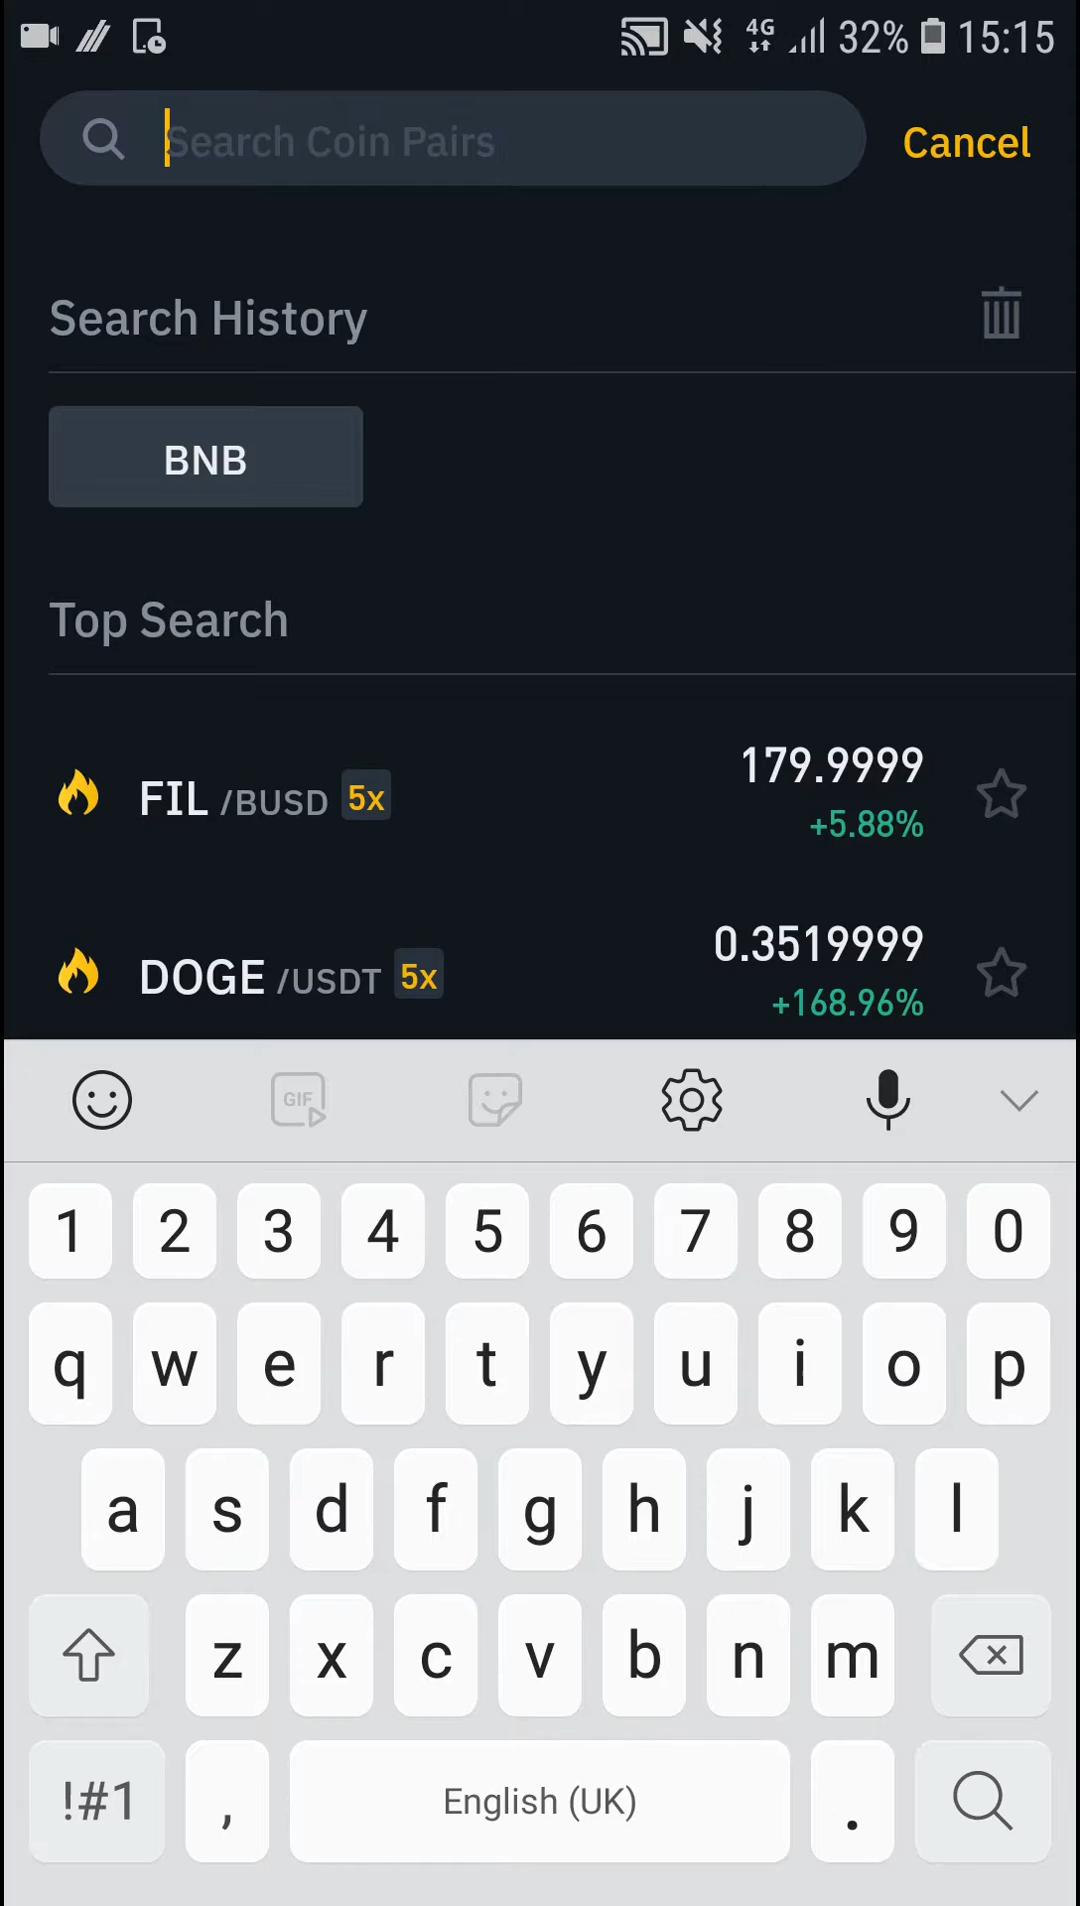 4G 32% 15:15
Search Coin Pairs Cancel
Search History
BNB
Top Search
FIL /BUSD 5x 179.9999
+5.88%
DOGE /USDT 5x 0.3519999
+168.96%
GIF
1 2 3 4 5 6 7 8 9 0
q w e r t y u i o p
a s d f g h j k l
z x c v b n m
!#1 , English (UK) .